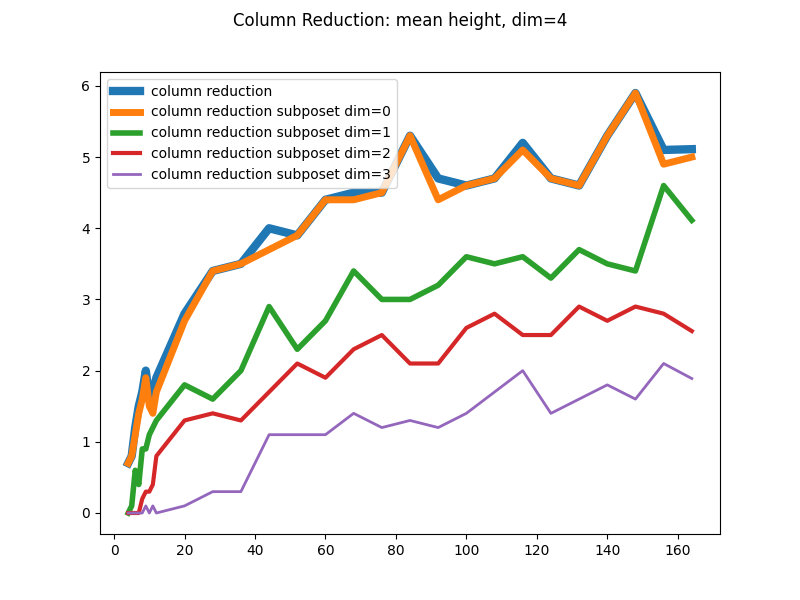 Column Reduction: mean height, dim=4
column reduction
column reduction subposet dim=0
column reduction subposet dim=1
column reduction subposet dim=2
column reduction subposet dim=3
6
5
4
3
2
1
0
0 20 40 60 80 100 120 140 160